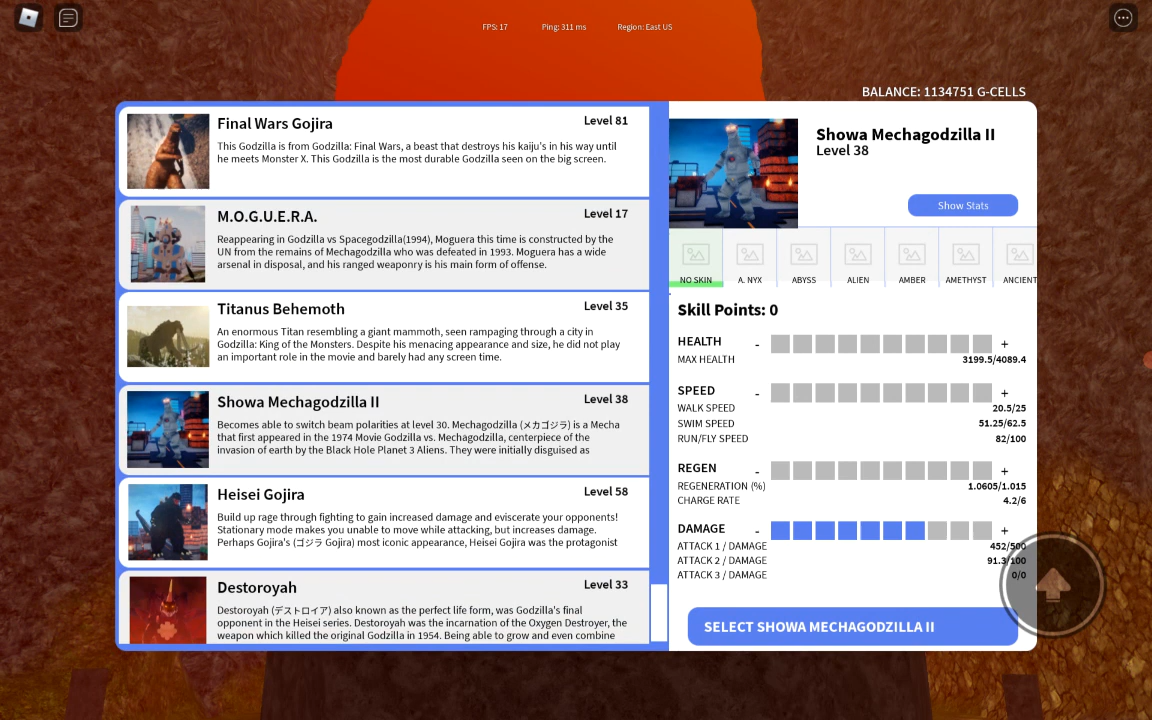 FPS: 17 Ping: 311 ms Region: East US
BALANCE: 1134751 G-CELLS
Final Wars Gojira Level 81
This Godzilla is from Godzilla: Final Wars, a beast that destroys his kaiju's in his way until
he meets Monster X. This Godzilla is the most durable Godzilla seen on the big screen.
M.O.G.U.E.R.A. Level 17
Reappearing in Godzilla vs Spacegodzilla(1994), Moguera this time is constructed by the
UN from the remains of Mechagodzilla who was defeated in 1993. Moguera has a wide
arsenal in disposal, and his ranged weaponry is his main form of offense.
Titanus Behemoth Level 35
An enormous Titan resembling a giant mammoth, seen rampaging through a city in
Godzilla: King of the Monsters. Despite his menacing appearance and size, he did not play
an important role in the movie and barely had any screen time.
Showa Mechagodzilla II Level 38
Becomes able to switch beam polarities at level 30. Mechagodzilla (メカゴジラ) is a Mecha
that first appeared in the 1974 Movie Godzilla vs. Mechagodzilla, centerpiece of the
invasion of earth by the Black Hole Planet 3 Aliens. They were initially disguised as
Heisei Gojira Level 58
Build up rage through fighting to gain increased damage and eviscerate your opponents!
Stationary mode makes you unable to move while attacking, but increases damage.
Perhaps Gojira's (ゴジラ Gojira) most iconic appearance, Heisei Gojira was the protagonist
Destoroyah Level 33
Destoroyah (デストロイア) also known as the perfect life form, was Godzilla's final
opponent in the Heisei series. Destoroyah was the incarnation of the Oxygen Destroyer, the
weapon which killed the original Godzilla in 1954. Being able to grow and even combine
Showa Mechagodzilla II
Level 38
Show Stats
NO SKIN A. NYX ABYSS ALIEN AMBER AMETHYST ANCIENT
Skill Points: 0
HEALTH - +
MAX HEALTH 3199.5/4089.4
SPEED - +
WALK SPEED 20.5/25
SWIM SPEED 51.25/62.5
RUN/FLY SPEED 82/100
REGEN - +
REGENERATION (%) 1.0605/1.015
CHARGE RATE 4.2/6
DAMAGE - +
ATTACK 1 / DAMAGE 452/500
ATTACK 2 / DAMAGE 91.3/100
ATTACK 3 / DAMAGE 0/0
SELECT SHOWA MECHAGODZILLA II